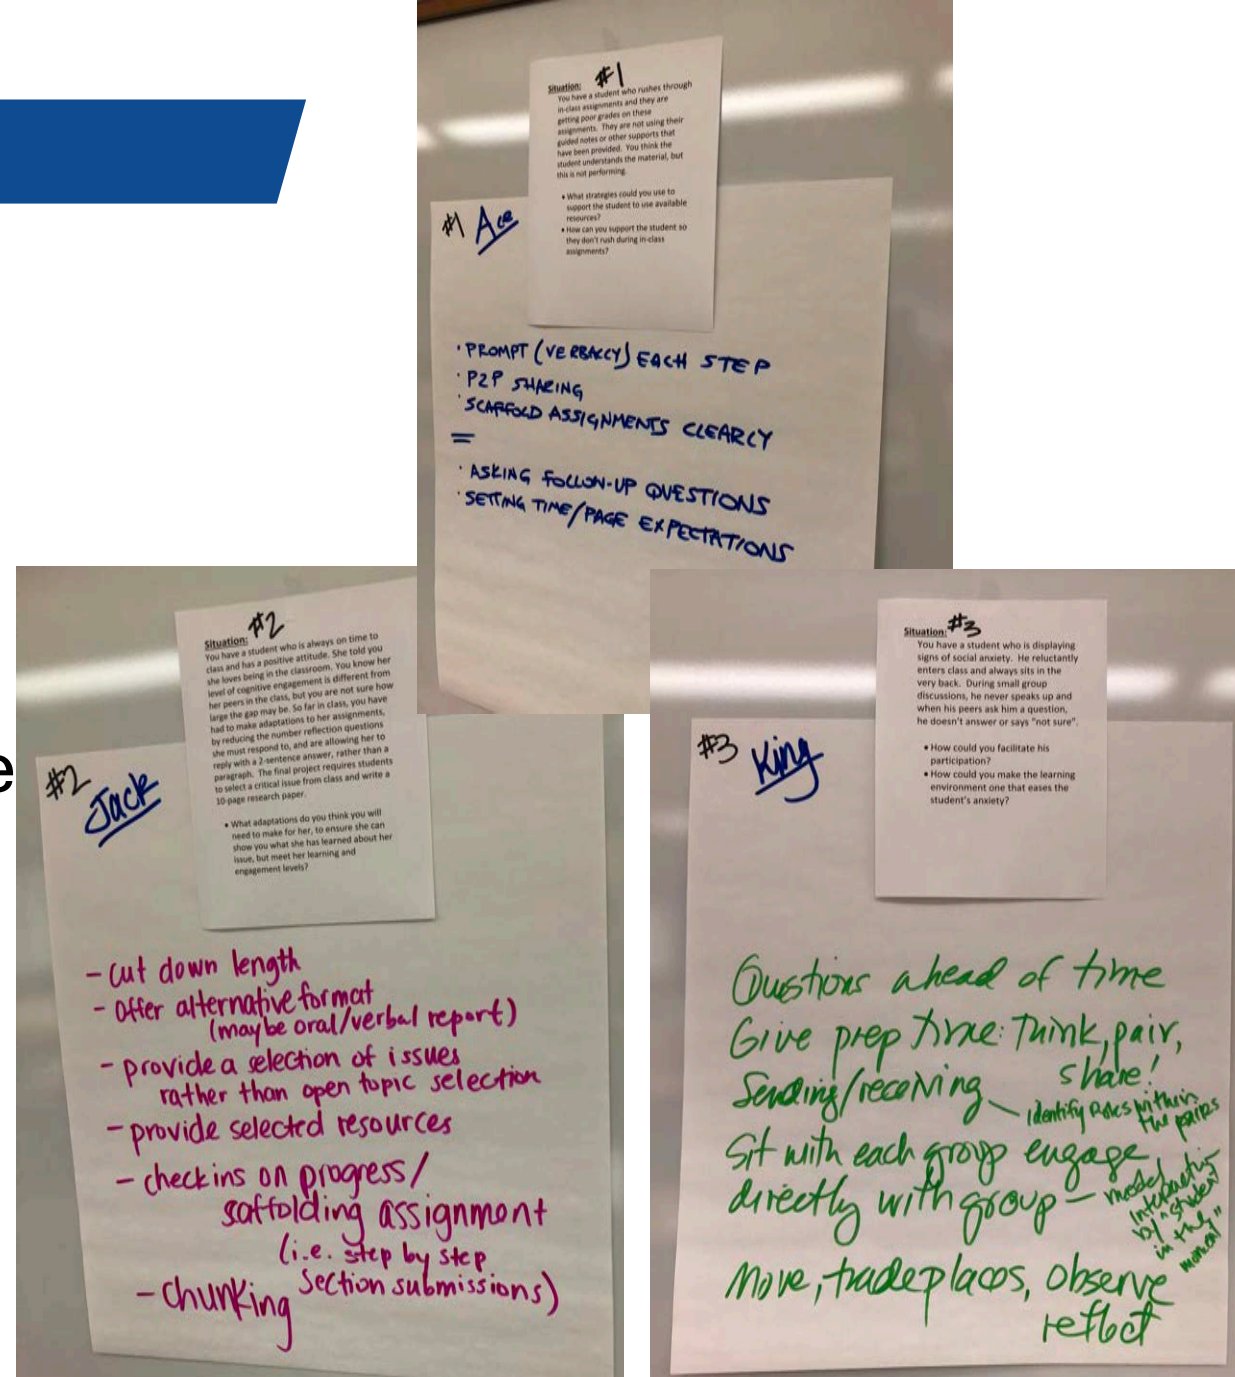 Situation: #1
You have a student who rushes through
in-class assignments and they are
getting poor grades on these
assignments. They are not using their
guided notes or other supports that
have been provided. You think the
student understands the material, but
this is not performing.
• What strategies could you use to
support the student to use available
resources?
• How can you support the student so
they don't rush during in-class
assignments?
#1 Ace
· PROMPT (VERBALLY) EACH STEP
· P2P SHARING
· SCAFFOLD ASSIGNMENTS CLEARLY
=
· ASKING FOLLOW-UP QUESTIONS
· SETTING TIME/PAGE EXPECTATIONS
e
Situation: #2
You have a student who is always on time to
class and has a positive attitude. She told you
she loves being in the classroom. You know her
level of cognitive engagement is different from
her peers in the class, but you are not sure how
large the gap may be. So far in class, you have
had to make adaptations to her assignments,
by reducing the number reflection questions
she must respond to, and are allowing her to
reply with a 2-sentence answer, rather than a
paragraph. The final project requires students
to select a critical issue from class and write a
10-page research paper.
• What adaptations do you think you will
need to make for her, to ensure she can
show you what she has learned about her
issue, but meet her learning and
engagement levels?
#2
Jack
- cut down length
- Offer alternative format
(maybe oral/verbal report)
- provide a selection of issues
rather than open topic selection
- provide selected resources
- check ins on progress/
scaffolding assignment
(i.e. step by step
section submissions)
- chunking
Situation: #3
You have a student who is displaying
signs of social anxiety. He reluctantly
enters class and always sits in the
very back. During small group
discussions, he never speaks up and
when his peers ask him a question,
he doesn't answer or says "not sure".
• How could you facilitate his
participation?
• How could you make the learning
environment one that eases the
student's anxiety?
#3 King
Questions ahead of time
Give prep time: Think, pair,
share!
Sending/receiving - identify roles within
the pairs
Sit with each group engage
directly with group - model
interaction
by "student
in the
moment"
Move, trade places, observe
reflect